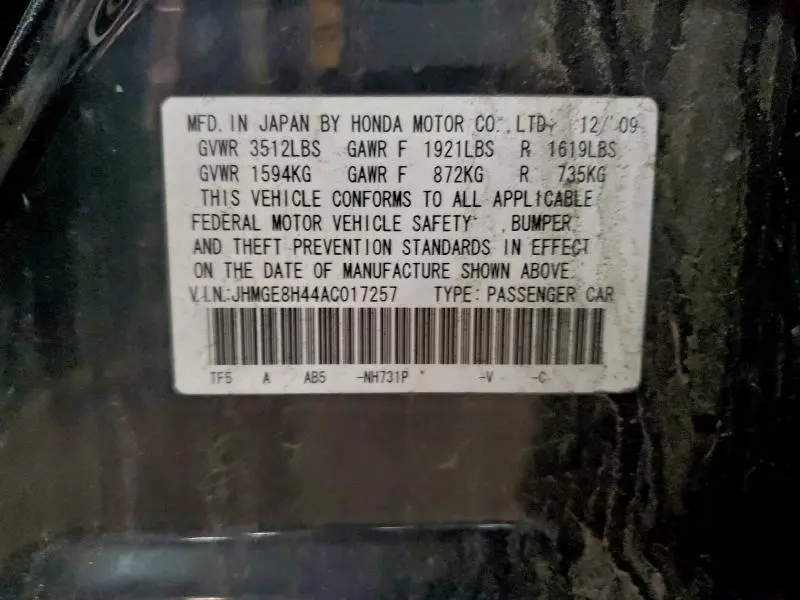 MFD. IN JAPAN BY HONDA MOTOR CO., LTD. 12/'09
GVWR 3512LBS GAWR F 1921LBS R 1619LBS
GVWR 1594KG GAWR F 872KG R 735KG
THIS VEHICLE CONFORMS TO ALL APPLICABLE
FEDERAL MOTOR VEHICLE SAFETY , BUMPER,
AND THEFT PREVENTION STANDARDS IN EFFECT
ON THE DATE OF MANUFACTURE SHOWN ABOVE.
V.I.N.:JHMGE8H44AC017257 TYPE: PASSENGER CAR
TF5 A AB5 -NH731P * -V -C-